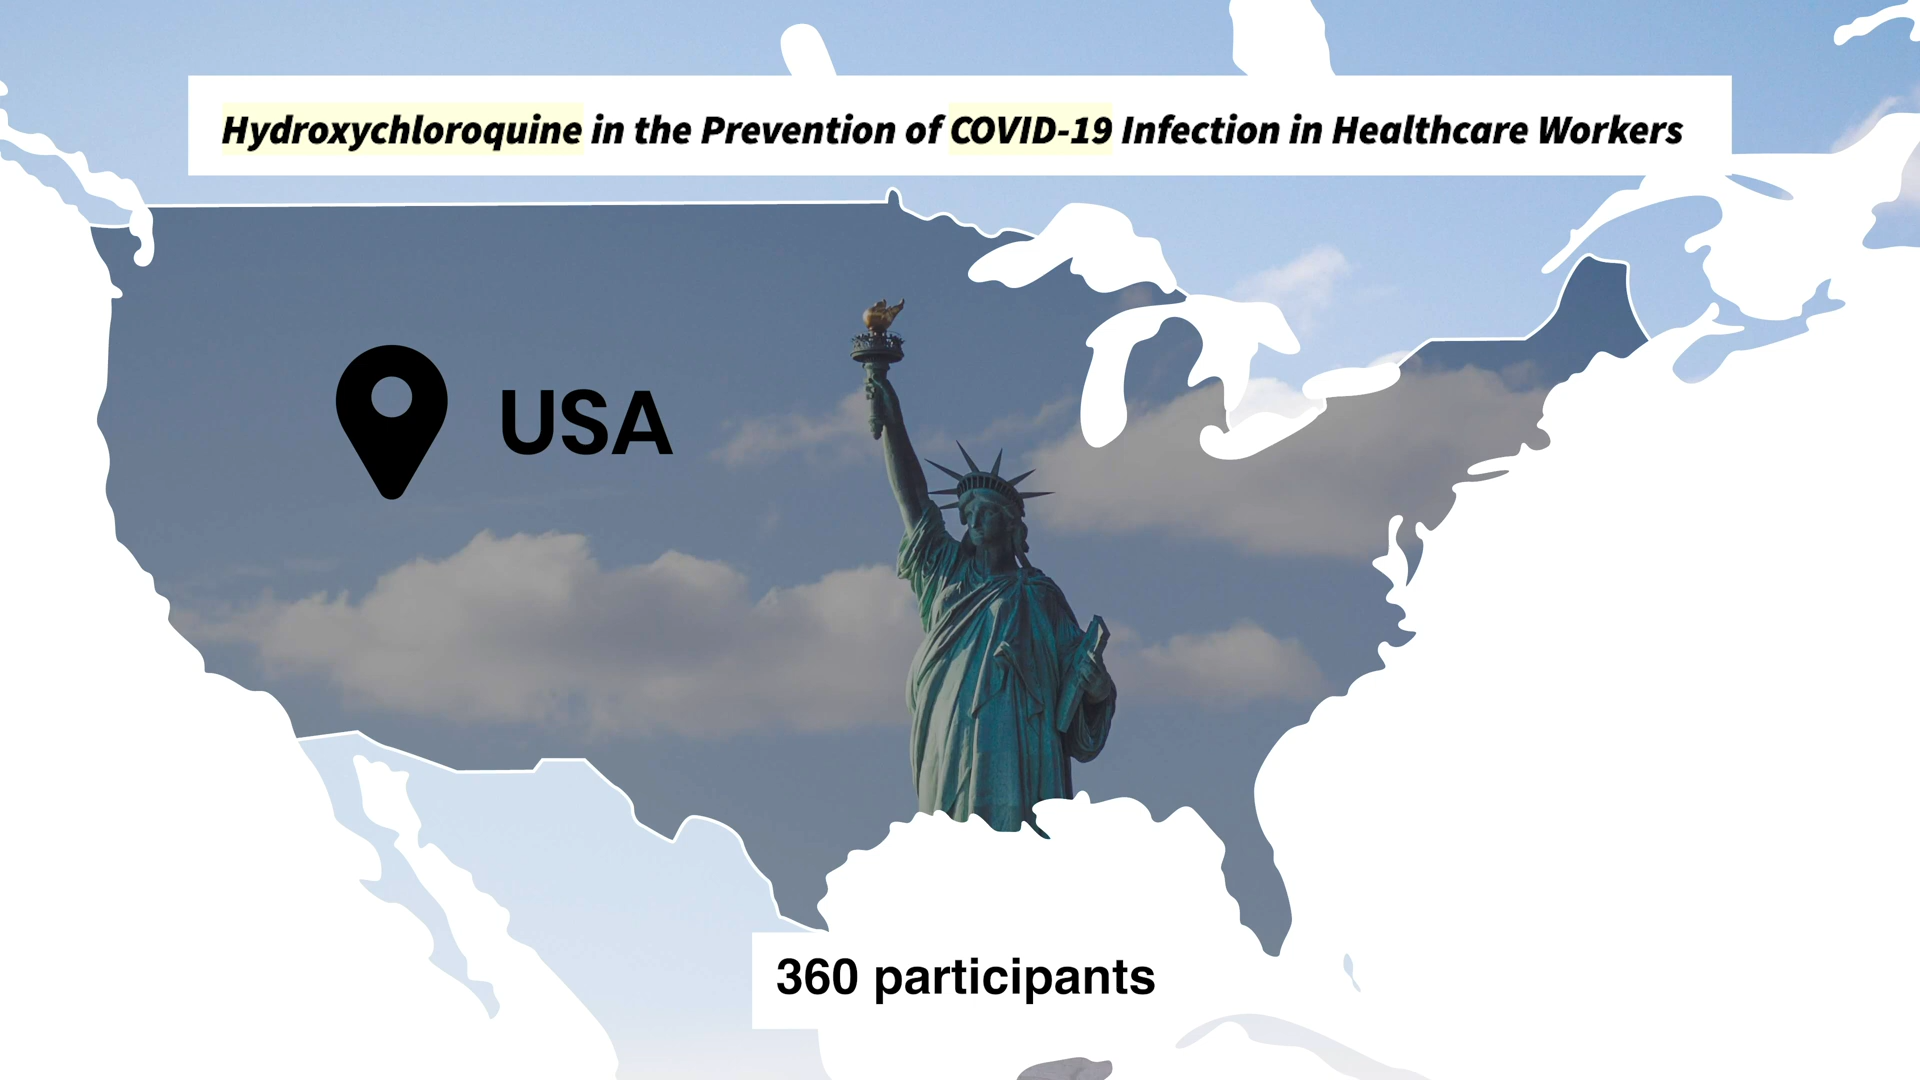 Hydroxychloroquine in the Prevention of COVID-19 Infection in Healthcare Workers
USA
360 participants